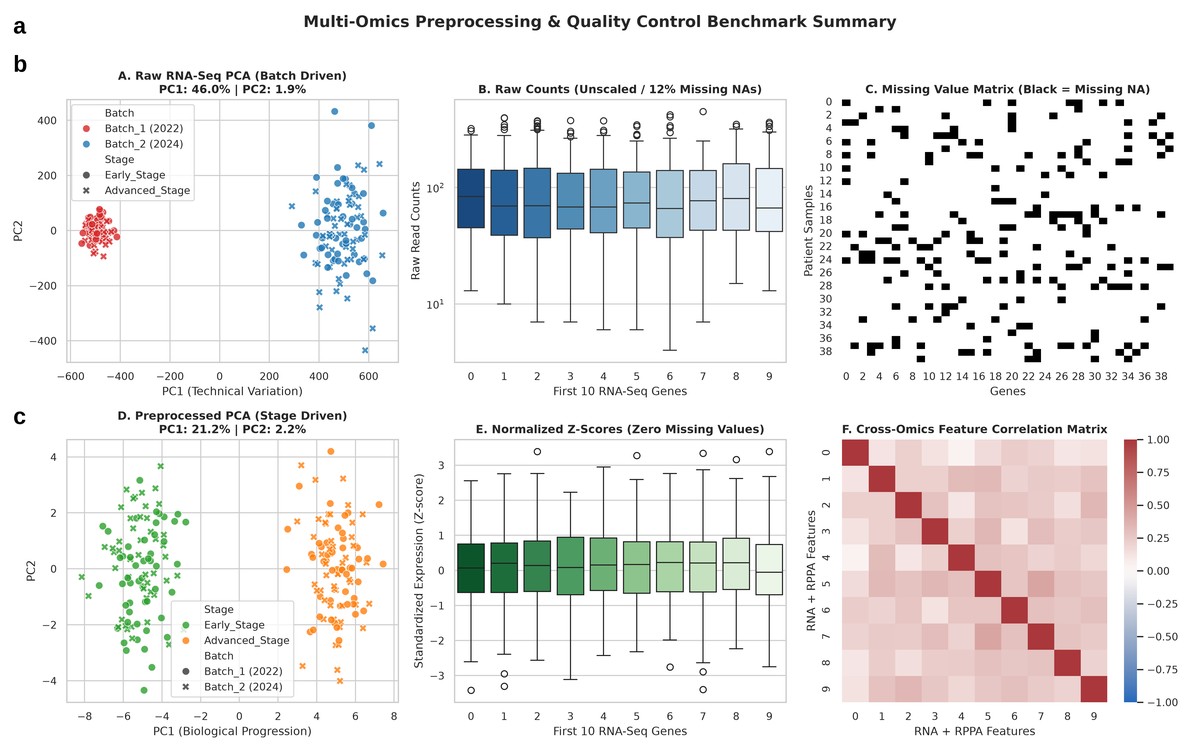 a
Multi-Omics Preprocessing & Quality Control Benchmark Summary
b
A. Raw RNA-Seq PCA (Batch Driven)
PC1: 46.0% | PC2: 1.9%
400
200
0
−200
−400
PC2
Batch
Batch_1 (2022)
Batch_2 (2024)
Stage
Early_Stage
Advanced_Stage
−600 −400 −200 0 200 400 600
PC1 (Technical Variation)
B. Raw Counts (Unscaled / 12% Missing NAs)
10²
10¹
Raw Read Counts
0 1 2 3 4 5 6 7 8 9
First 10 RNA-Seq Genes
C. Missing Value Matrix (Black = Missing NA)
0
2
4
6
8
10
12
14
16
18
20
22
24
26
28
30
32
34
36
38
Patient Samples
0 2 4 6 8 10 12 14 16 18 20 22 24 26 28 30 32 34 36 38
Genes
c
D. Preprocessed PCA (Stage Driven)
PC1: 21.2% | PC2: 2.2%
4
2
0
−2
−4
PC2
Stage
Early_Stage
Advanced_Stage
Batch
Batch_1 (2022)
Batch_2 (2024)
−8 −6 −4 −2 0 2 4 6 8
PC1 (Biological Progression)
E. Normalized Z-Scores (Zero Missing Values)
3
2
1
0
−1
−2
−3
Standardized Expression (Z-score)
0 1 2 3 4 5 6 7 8 9
First 10 RNA-Seq Genes
F. Cross-Omics Feature Correlation Matrix
0
1
2
3
4
5
6
7
8
9
RNA + RPPA Features
0 1 2 3 4 5 6 7 8 9
RNA + RPPA Features
1.00
0.75
0.50
0.25
0.00
−0.25
−0.50
−0.75
−1.00